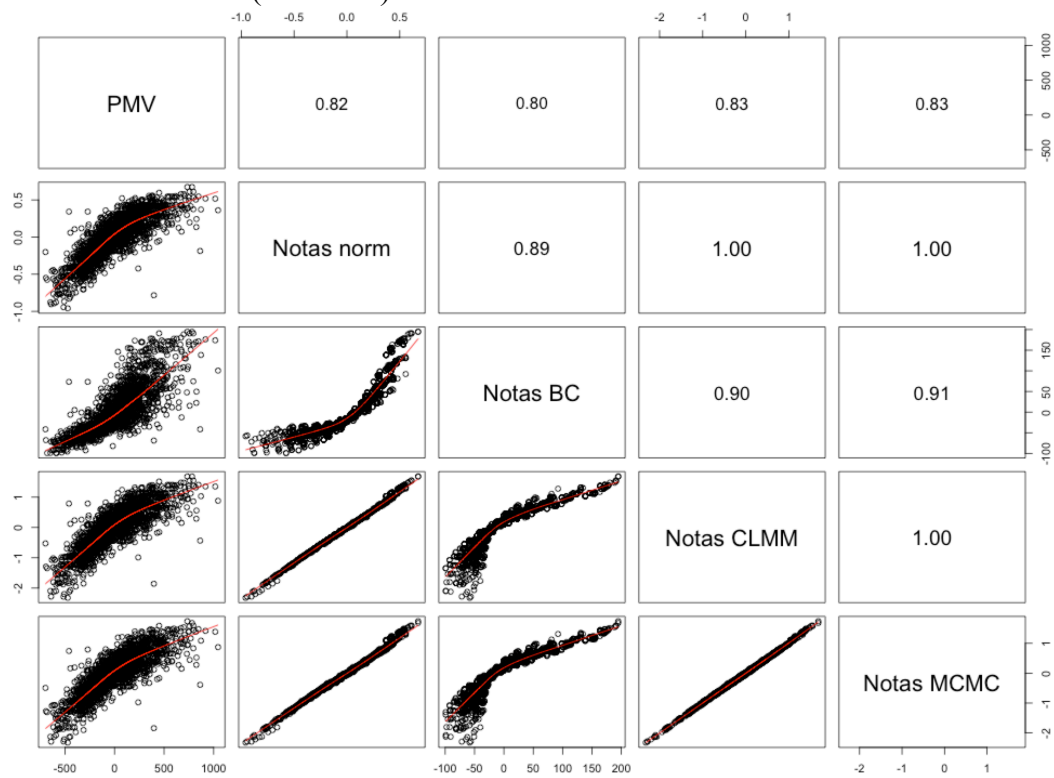 -1.0 -0.5 0.0 0.5
-2 -1 0 1
PMV 0.82 0.80 0.83 0.83
-500 0 500 1000
-1.0 -0.5 0.0 0.5
Notas norm 0.89 1.00 1.00
Notas BC 0.90 0.91
-100 0 50 150
-2 -1 0 1
Notas CLMM 1.00
Notas MCMC
-2 -1 0 1
-500 0 500 1000
-100 -50 0 50 100 150 200
-2 -1 0 1